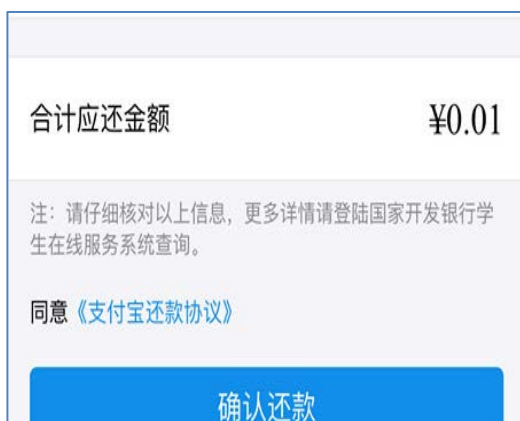 合计应还金额 ¥0.01
注：请仔细核对以上信息，更多详情请登陆国家开发银行学
生在线服务系统查询。
同意《支付宝还款协议》
确认还款